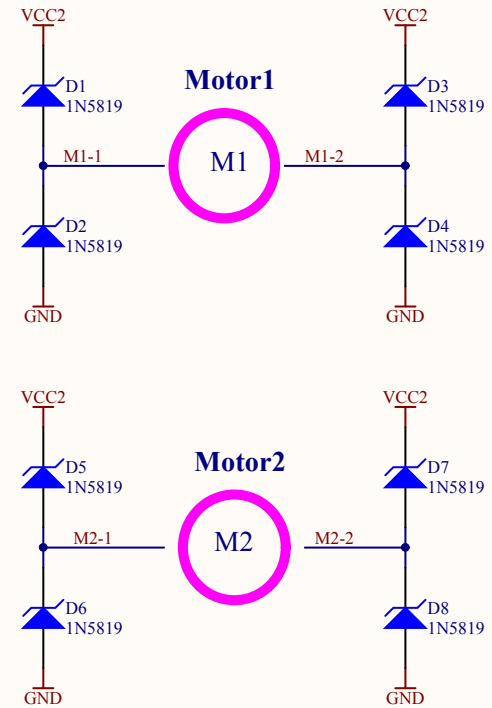 VCC2 VCC2
D1 Motor1 D3
1N5819 1N5819
M1-1 M1 M1-2
D2 D4
1N5819 1N5819
GND GND
VCC2 VCC2
D5 Motor2 D7
1N5819 1N5819
M2-1 M2 M2-2
D6 D8
1N5819 1N5819
GND GND